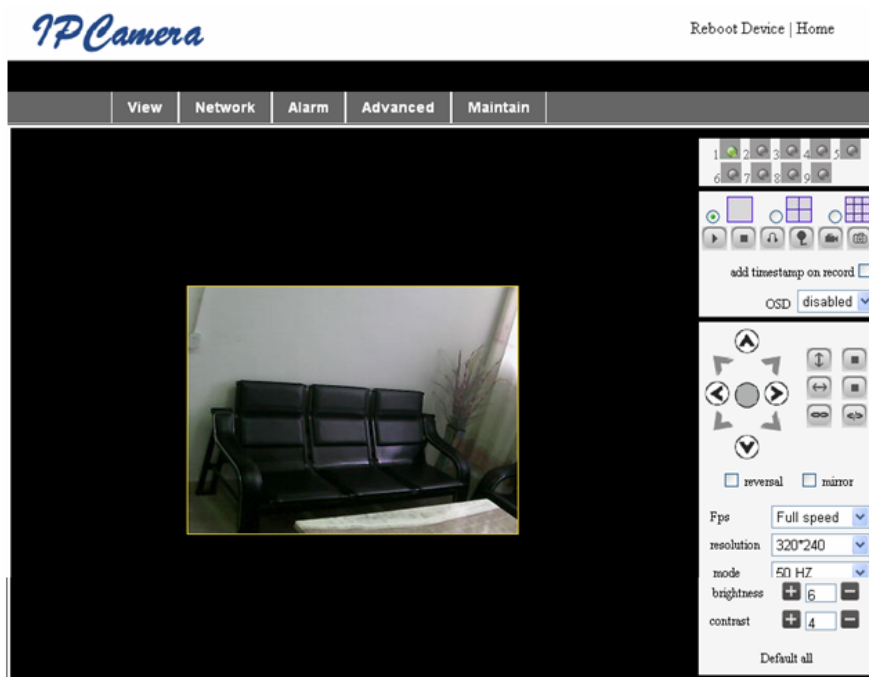 IPCamera
Reboot Device | Home
View Network Alarm Advanced Maintain
1 2 3 4 5
6 7 8 9
add timestamp on record
OSD disabled
reversal mirror
Fps Full speed
resolution 320*240
mode 50 HZ
brightness + 6 −
contrast + 4 −
Default all